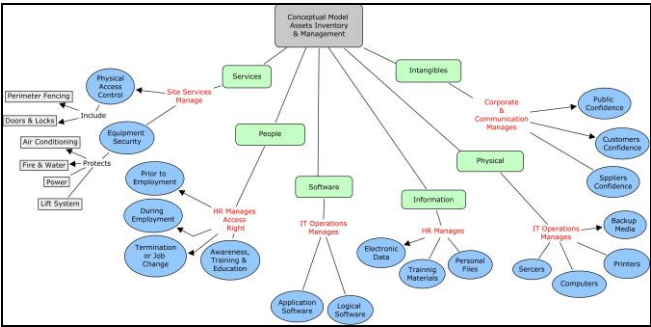 Conceptual Model
Assets Inventory
& Management
Services
Intangibles
Physical
Access
Control
Site Services
Manage
Perimeter Fencing
Include
Doors & Locks
Equipment
Security
Air Conditioning
Protects
Fire & Water
Power
Lift System
Corporate
&
Communication
Manages
Public
Confidence
Customers
Confidence
Sppliers
Confidence
People
Physical
Prior to
Employment
Software
Information
During
Employment
HR Manages
Access
Right
Termination
or Job
Change
Awareness,
Training &
Education
IT Operations
Manages
HR Manages
Electronic
Data
Trainnig
Materials
Personal
Files
IT Operations
Manages
Backup
Media
Printers
Sercers
Computers
Application
Software
Logical
Software